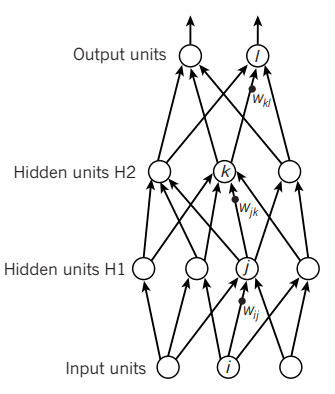 Output units
l
w_kl
Hidden units H2
k
w_jk
Hidden units H1
j
w_ij
Input units
i